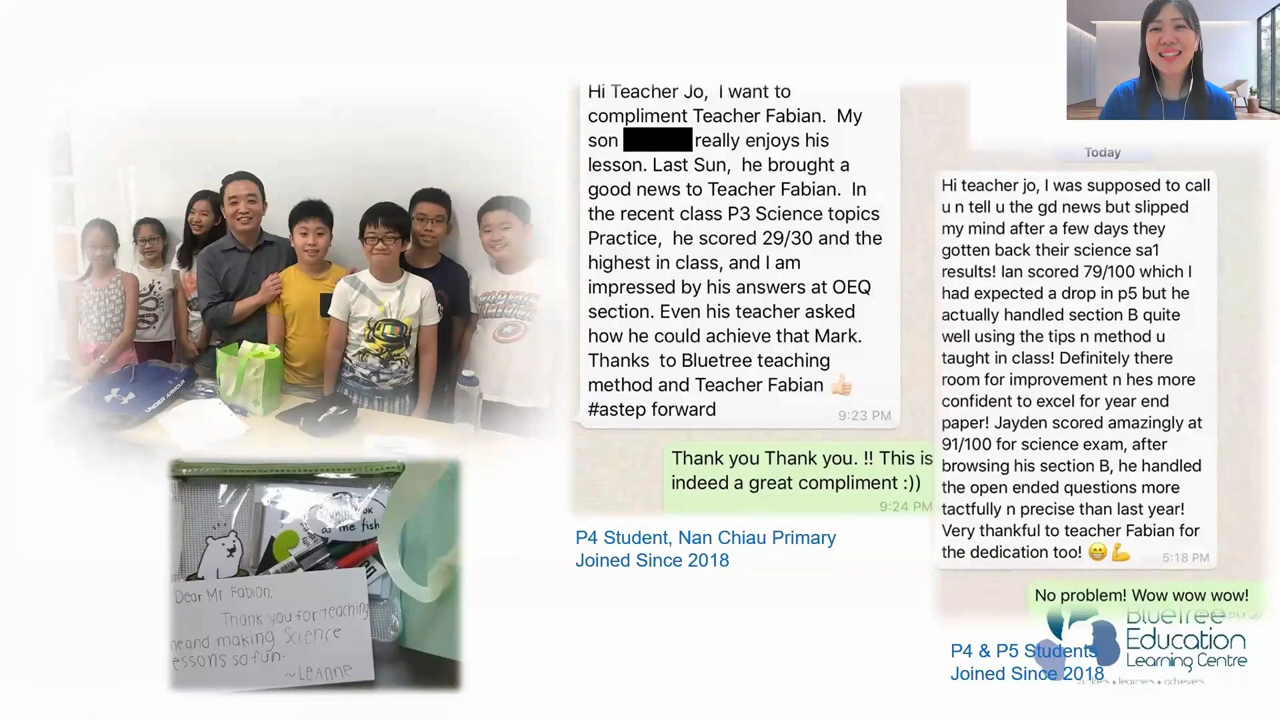 Hi Teacher Jo, I want to
compliment Teacher Fabian. My
son really enjoys his
lesson. Last Sun, he brought a
good news to Teacher Fabian. In
the recent class P3 Science topics
Practice, he scored 29/30 and the
highest in class, and I am
impressed by his answers at OEQ
section. Even his teacher asked
how he could achieve that Mark.
Thanks to Bluetree teaching
method and Teacher Fabian 👍🏻
#astep forward
9:23 PM
Thank you Thank you. !! This is
indeed a great compliment :))
9:24 PM
P4 Student, Nan Chiau Primary
Joined Since 2018
Today
Hi teacher jo, I was supposed to call
u n tell u the gd news but slipped
my mind after a few days they
gotten back their science sa1
results! Ian scored 79/100 which I
had expected a drop in p5 but he
actually handled section B quite
well using the tips n method u
taught in class! Definitely there
room for improvement n hes more
confident to excel for year end
paper! Jayden scored amazingly at
91/100 for science exam, after
browsing his section B, he handled
the open ended questions more
tactfully n precise than last year!
Very thankful to teacher Fabian for
the dedication too! 😁💪
5:18 PM
No problem! Wow wow wow!
BlueTree
Education
Learning Centre
learners • achievers
P4 & P5 Students
Joined Since 2018
UNDER ARMOUR
as the fish
Dear Mr Fabian,
Thank you for teaching
me and making Science
lessons so fun.
~Leanne